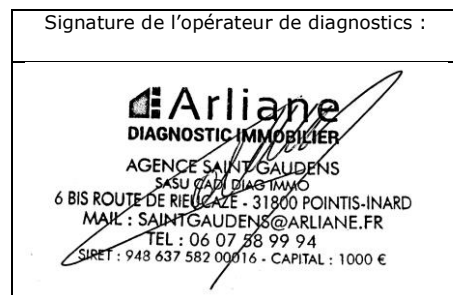 Signature de l'opérateur de diagnostics :
Arliane
DIAGNOSTIC IMMOBILIER
AGENCE SAINT GAUDENS
SASU CADI DIAG IMMO
6 BIS ROUTE DE RIEUCAZE - 31800 POINTIS-INARD
MAIL : SAINTGAUDENS@ARLIANE.FR
TEL : 06 07 58 99 94
SIRET : 948 637 582 00016 - CAPITAL : 1000 €